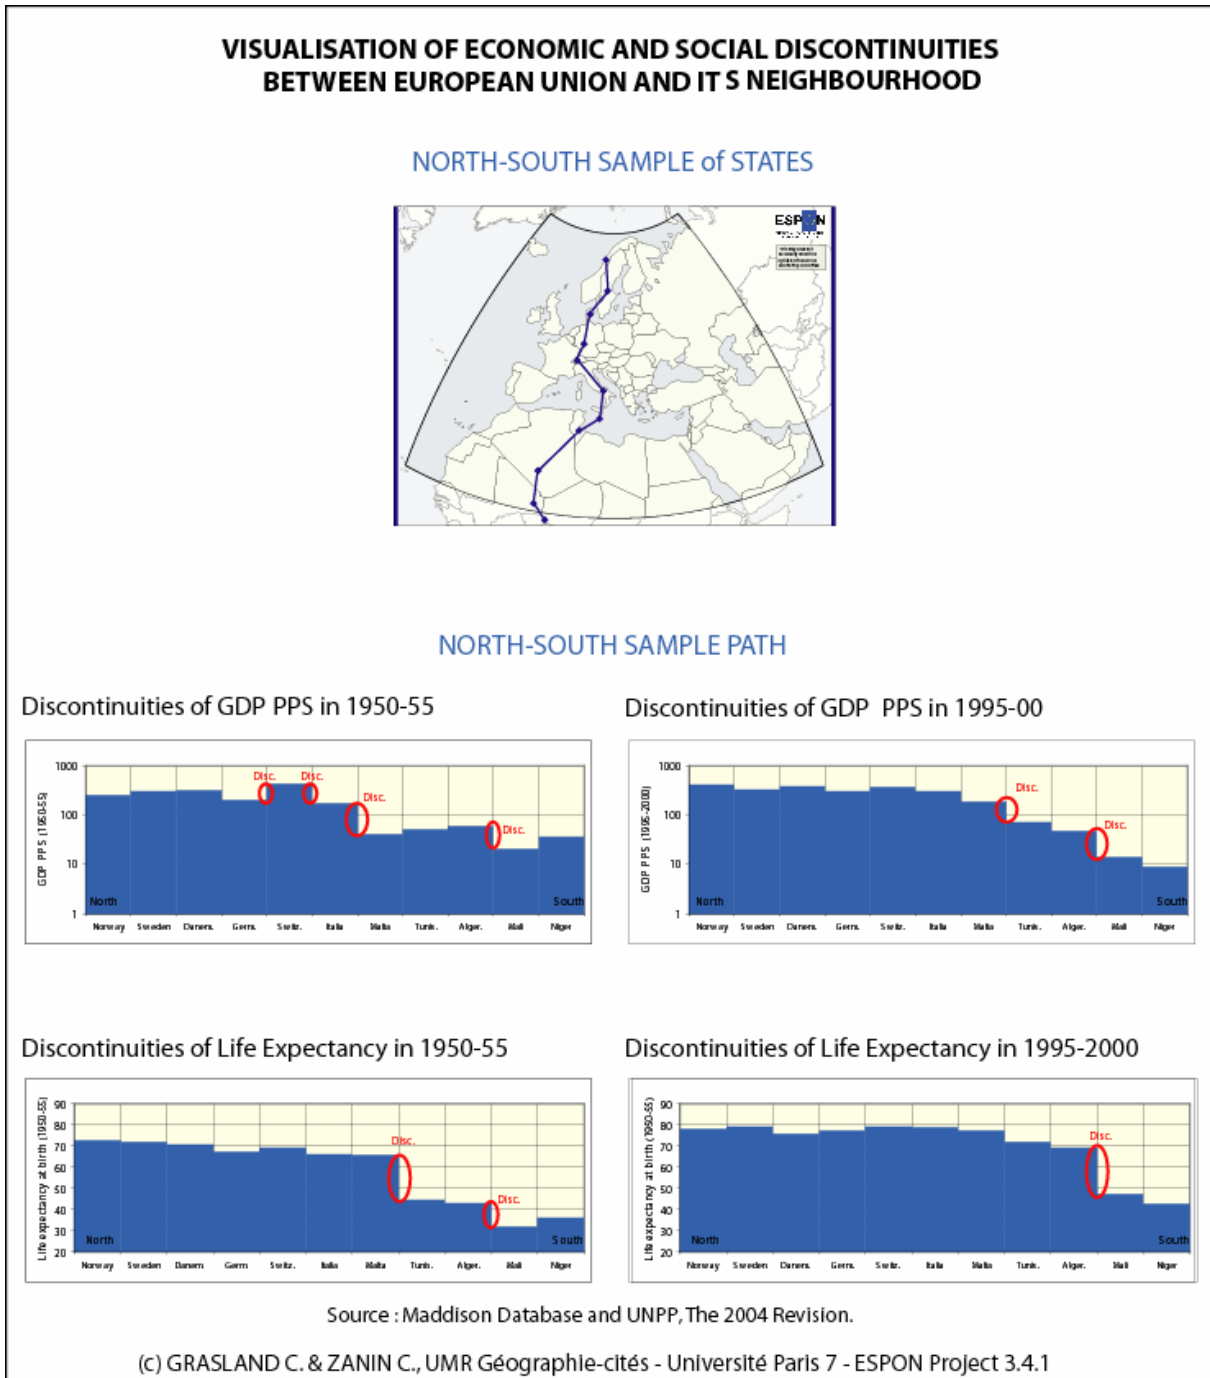 VISUALISATION OF ECONOMIC AND SOCIAL DISCONTINUITIES
BETWEEN EUROPEAN UNION AND IT S NEIGHBOURHOOD
NORTH-SOUTH SAMPLE of STATES
ESPON
NORTH-SOUTH SAMPLE PATH
Discontinuities of GDP PPS in 1950-55
GDP PPS (1950-55)
1000
100
10
1
Disc.
Disc.
Disc.
Disc.
North
South
Norway Sweden Danem. Germ. Switz. Italia Malta Tunis. Alger. Mali Niger
Discontinuities of GDP PPS in 1995-00
GDP PPS (1995-2000)
1000
100
10
1
Disc.
Disc.
North
South
Norway Sweden Danem. Germ. Switz. Italia Malta Tunis. Alger. Mali Niger
Discontinuities of Life Expectancy in 1950-55
Life expectancy at birth (1950-55)
90
80
70
60
50
40
30
20
Disc.
Disc.
North
South
Norway Sweden Danem. Germ. Switz. Italia Malta Tunis. Alger. Mali Niger
Discontinuities of Life Expectancy in 1995-2000
Life expectancy at birth (1950-55)
90
80
70
60
50
40
30
20
Disc.
North
South
Norway Sweden Danem. Germ. Switz. Italia Malta Tunis. Alger. Mali Niger
Source : Maddison Database and UNPP, The 2004 Revision.
(c) GRASLAND C. & ZANIN C., UMR Géographie-cités - Université Paris 7 - ESPON Project 3.4.1